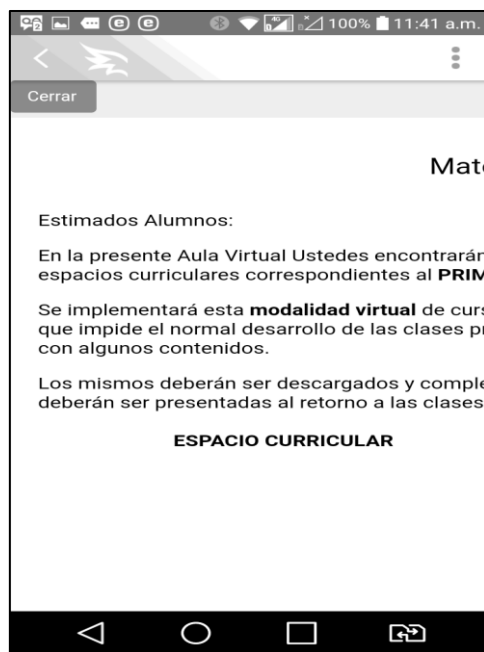 100% 11:41 a.m.
Cerrar
Mate
Estimados Alumnos:
En la presente Aula Virtual Ustedes encontrarán
espacios curriculares correspondientes al PRIM
Se implementará esta modalidad virtual de curs
que impide el normal desarrollo de las clases pr
con algunos contenidos.
Los mismos deberán ser descargados y comple
deberán ser presentadas al retorno a las clases
ESPACIO CURRICULAR